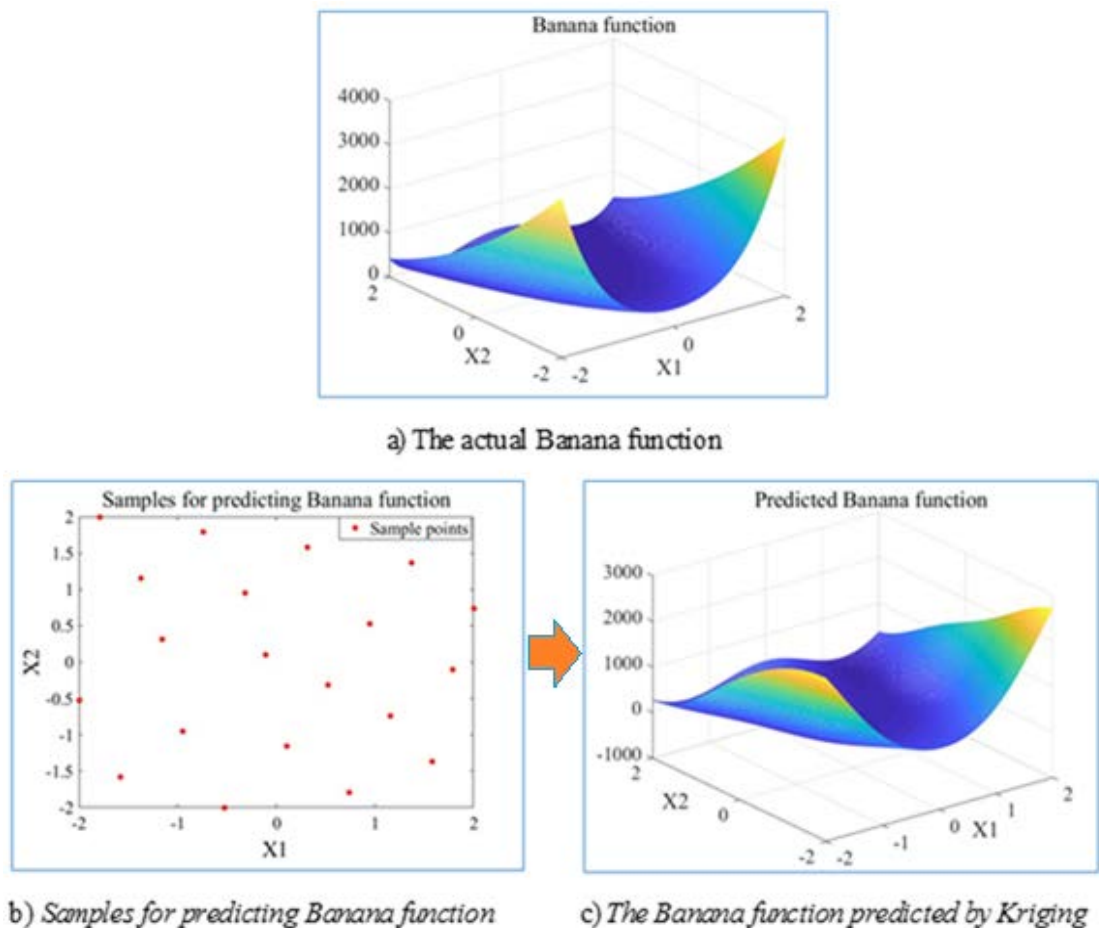 Banana function
4000
3000
2000
1000
0
2
0
X2
-2
-2
0
X1
2
a) The actual Banana function
Samples for predicting Banana function
Sample points
2
1.5
1
0.5
0
-0.5
-1
-1.5
-2
X2
-2
-1
0
1
2
X1
Predicted Banana function
3000
2000
1000
0
-1000
2
X2
0
-2
-2
-1
0
X1
1
2
b) Samples for predicting Banana function
c) The Banana function predicted by Kriging